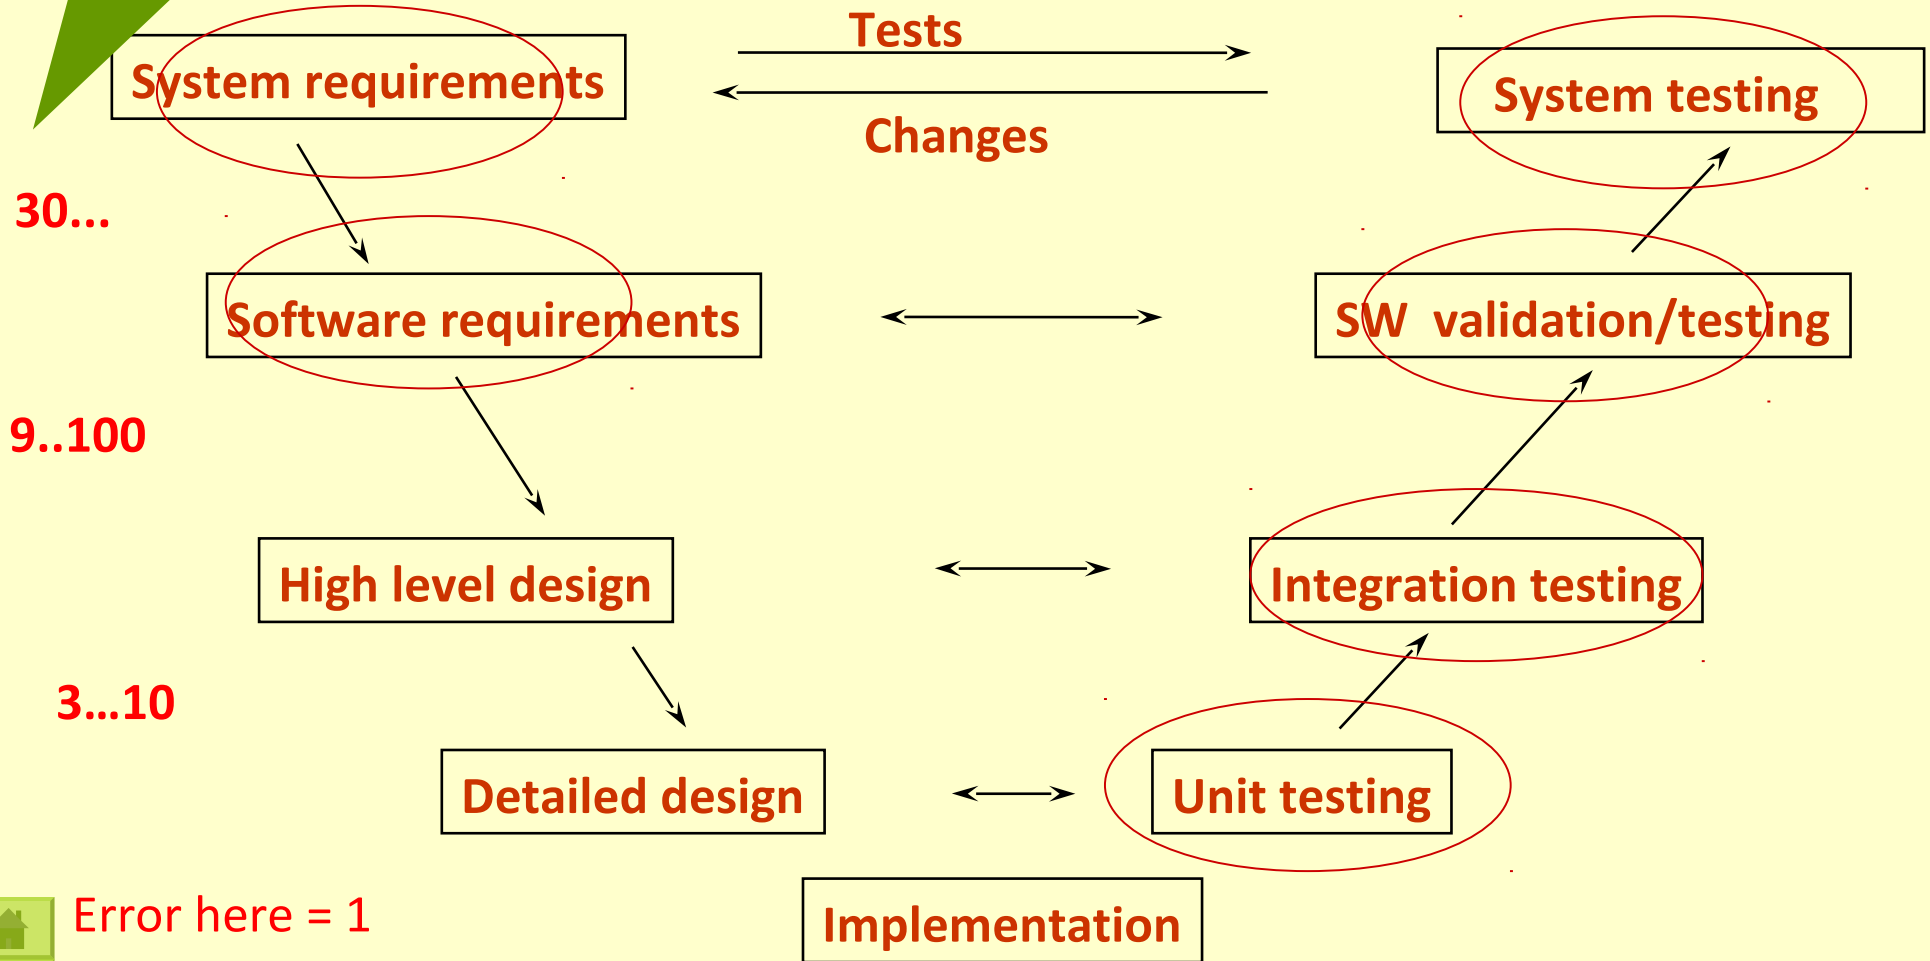 Tests
System requirements
System testing
Changes
30...
Software requirements
SW  validation/testing
9..100
High level design
Integration testing
3...10
Detailed design
Unit testing
Error here = 1
Implementation